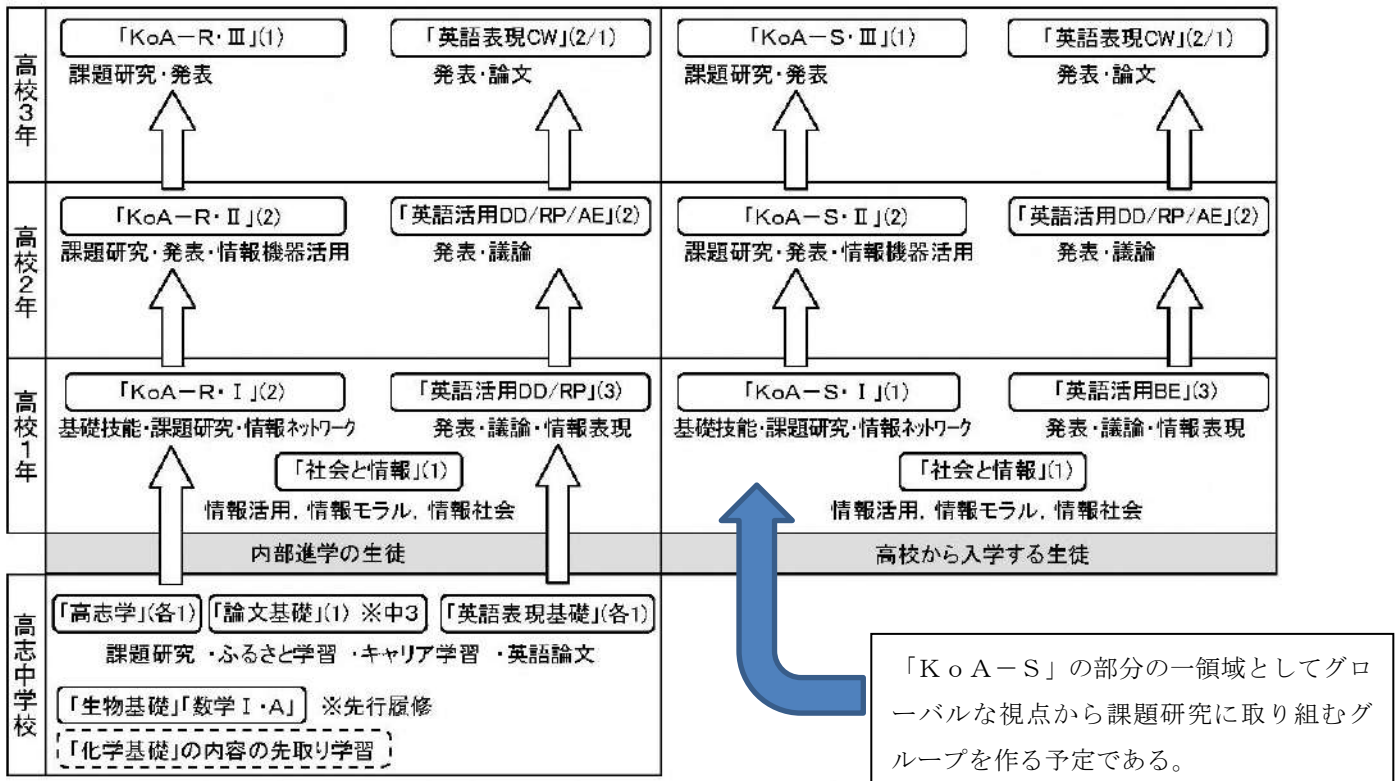 高校3年
「KoA－R・Ⅲ」(1)
課題研究・発表
「英語表現CW」(2/1)
発表・論文
「KoA－S・Ⅲ」(1)
課題研究・発表
「英語表現CW」(2/1)
発表・論文
高校2年
「KoA－R・Ⅱ」(2)
課題研究・発表・情報機器活用
「英語活用DD/RP/AE」(2)
発表・議論
「KoA－S・Ⅱ」(2)
課題研究・発表・情報機器活用
「英語活用DD/RP/AE」(2)
発表・議論
高校1年
「KoA－R・Ⅰ」(2)
基礎技能・課題研究・情報ネットワーク
「英語活用DD/RP」(3)
発表・議論・情報表現
「社会と情報」(1)
情報活用，情報モラル，情報社会
「KoA－S・Ⅰ」(1)
基礎技能・課題研究・情報ネットワーク
「英語活用BE」(3)
発表・議論・情報表現
「社会と情報」(1)
情報活用，情報モラル，情報社会
内部進学の生徒
高校から入学する生徒
高志中学校
「高志学」(各1)
「論文基礎」(1) ※中3
「英語表現基礎」(各1)
課題研究 ・ふるさと学習 ・キャリア学習 ・英語論文
「生物基礎」「数学Ⅰ・A」 ※先行履修
「化学基礎」の内容の先取り学習
「ＫｏＡ－Ｓ」の部分の一領域としてグロ
ーバルな視点から課題研究に取り組むグ
ループを作る予定である。